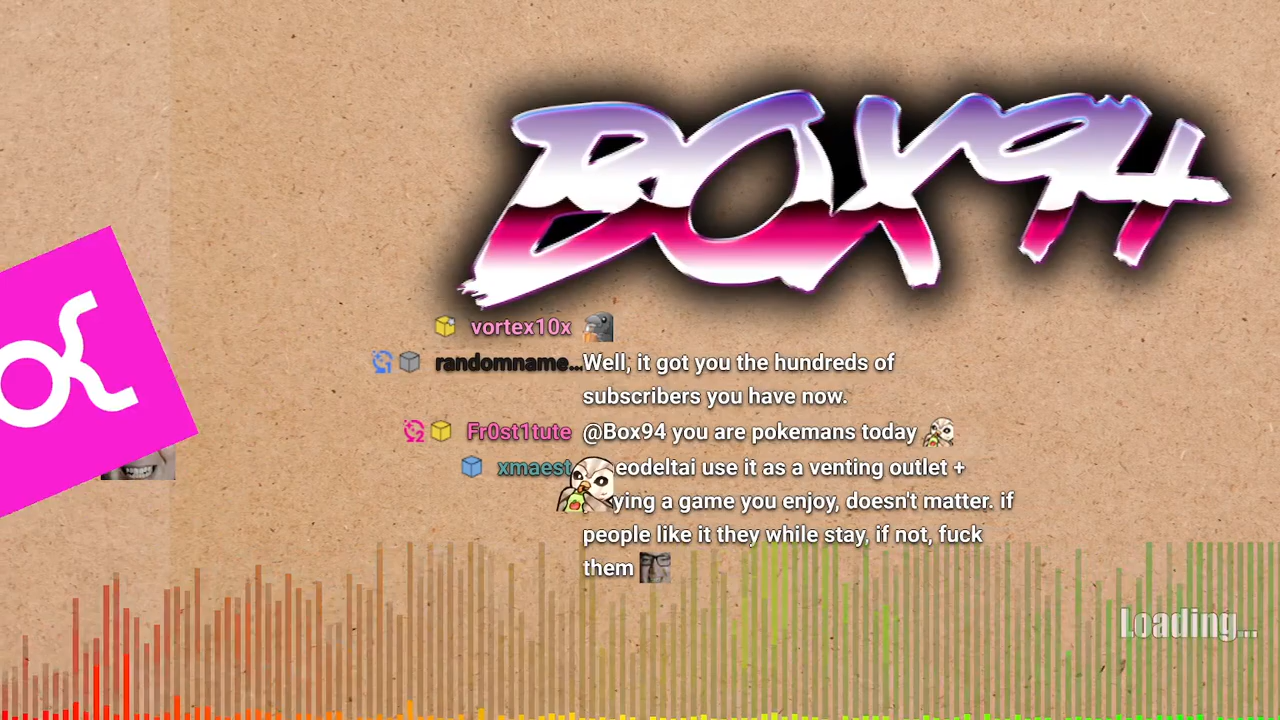 BOX94
vortex10x
randomname... Well, it got you the hundreds of
subscribers you have now.
Fr0st1tute @Box94 you are pokemans today
xmaest eodeltai use it as a venting outlet +
ying a game you enjoy, doesn't matter. if
people like it they while stay, if not, fuck
them
Loading...